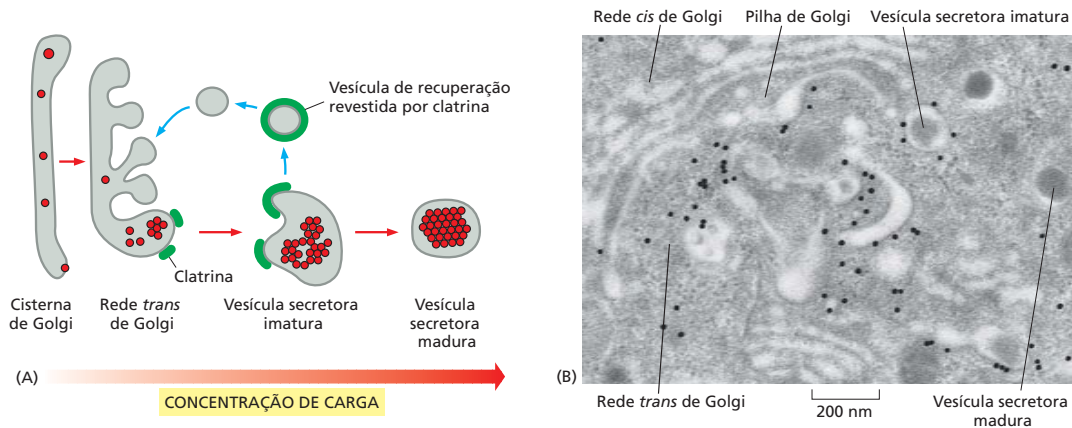 Vesícula de recuperação
revestida por clatrina
Clatrina
Cisterna
de Golgi
Rede trans
de Golgi
Vesícula secretora
imatura
Vesícula
secretora
madura
(A)
CONCENTRAÇÃO DE CARGA
Rede cis de Golgi
Pilha de Golgi
Vesícula secretora imatura
(B)
Rede trans de Golgi
200 nm
Vesícula secretora
madura